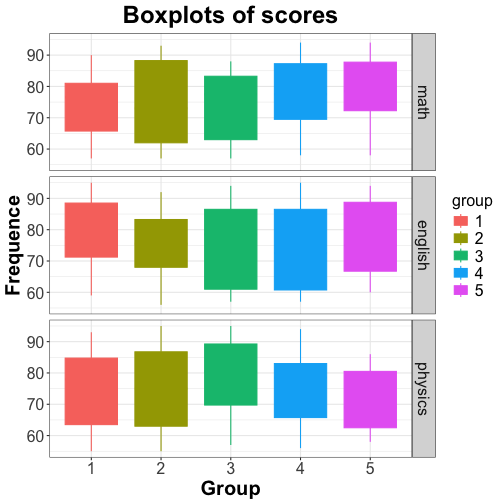 Boxplots of scores
90
80
70
60
math
90
80
70
60
english
90
80
70
60
physics
1 2 3 4 5
Group
Frequence
group
1
2
3
4
5